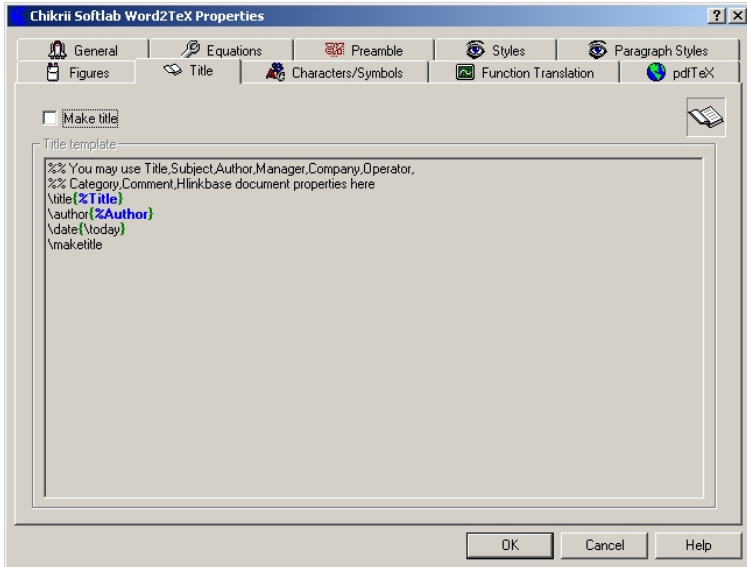 Chikrii Softlab Word2TeX Properties
General Equations Preamble Styles Paragraph Styles
Figures Title Characters/Symbols Function Translation pdfTeX
Make title
Title template
%% You may use Title,Subject,Author,Manager,Company,Operator,
%% Category,Comment,Hlinkbase document properties here
\title{%Title}
\author{%Author}
\date{\today}
\maketitle
OK Cancel Help